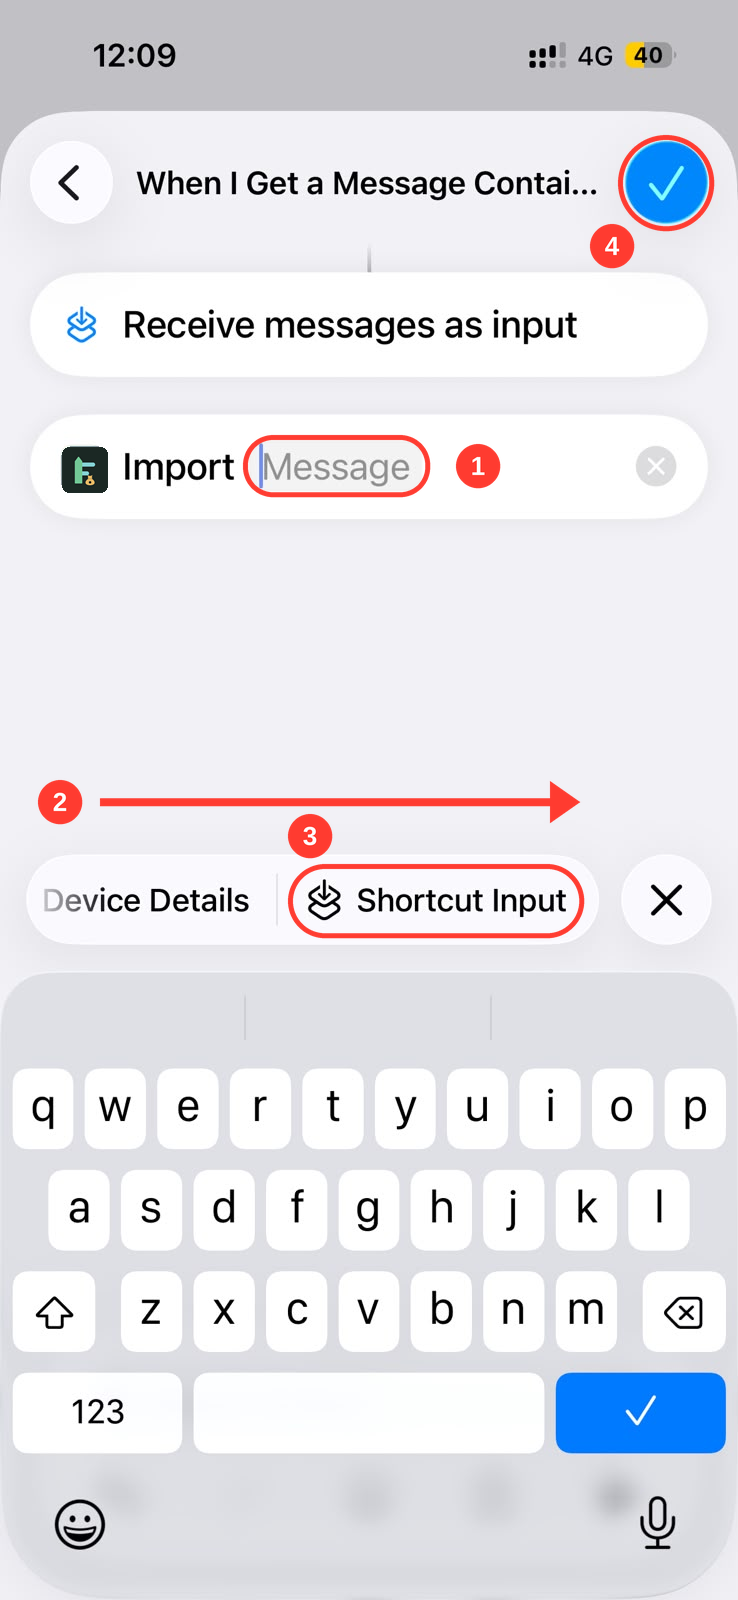 12:09 4G 40
When I Get a Message Contai...
4
Receive messages as input
Import Message 1
2
3
Device Details Shortcut Input
q w e r t y u i o p
a s d f g h j k l
z x c v b n m
123